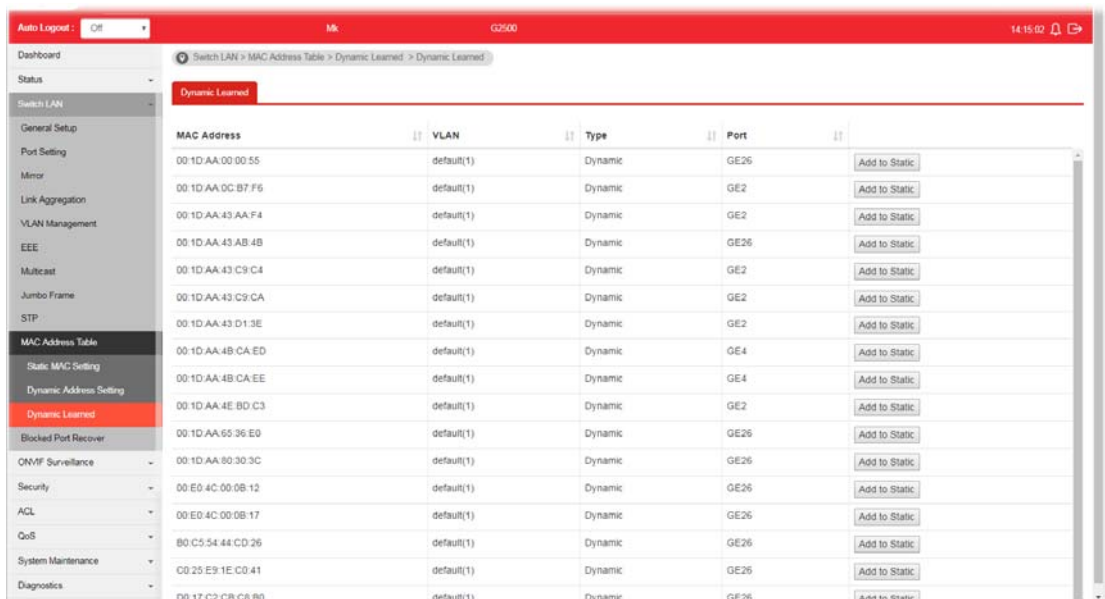 Auto Logout : Off Mk G2500 14:15:02
Dashboard
Status
Switch LAN
General Setup
Port Setting
Mirror
Link Aggregation
VLAN Management
EEE
Multicast
Jumbo Frame
STP
MAC Address Table
Static MAC Setting
Dynamic Address Setting
Dynamic Learned
Blocked Port Recover
ONVIF Surveillance
Security
ACL
QoS
System Maintenance
Diagnostics
Switch LAN > MAC Address Table > Dynamic Learned > Dynamic Learned
Dynamic Learned
MAC Address VLAN Type Port
00:1D:AA:00:00:55 default(1) Dynamic GE26 Add to Static
00:1D:AA:0C:B7:F6 default(1) Dynamic GE2 Add to Static
00:1D:AA:43:AA:F4 default(1) Dynamic GE2 Add to Static
00:1D:AA:43:AB:4B default(1) Dynamic GE26 Add to Static
00:1D:AA:43:C9:C4 default(1) Dynamic GE2 Add to Static
00:1D:AA:43:C9:CA default(1) Dynamic GE2 Add to Static
00:1D:AA:43:D1:3E default(1) Dynamic GE2 Add to Static
00:1D:AA:4B:CA:ED default(1) Dynamic GE4 Add to Static
00:1D:AA:4B:CA:EE default(1) Dynamic GE4 Add to Static
00:1D:AA:4E:BD:C3 default(1) Dynamic GE2 Add to Static
00:1D:AA:65:36:E0 default(1) Dynamic GE26 Add to Static
00:1D:AA:80:30:3C default(1) Dynamic GE26 Add to Static
00:E0:4C:00:0B:12 default(1) Dynamic GE26 Add to Static
00:E0:4C:00:0B:17 default(1) Dynamic GE26 Add to Static
B0:C5:54:44:CD:26 default(1) Dynamic GE26 Add to Static
C0:25:E9:1E:C0:41 default(1) Dynamic GE26 Add to Static
D0:17:C2:CB:C8:B0 default(1) Dynamic GE26 Add to Static